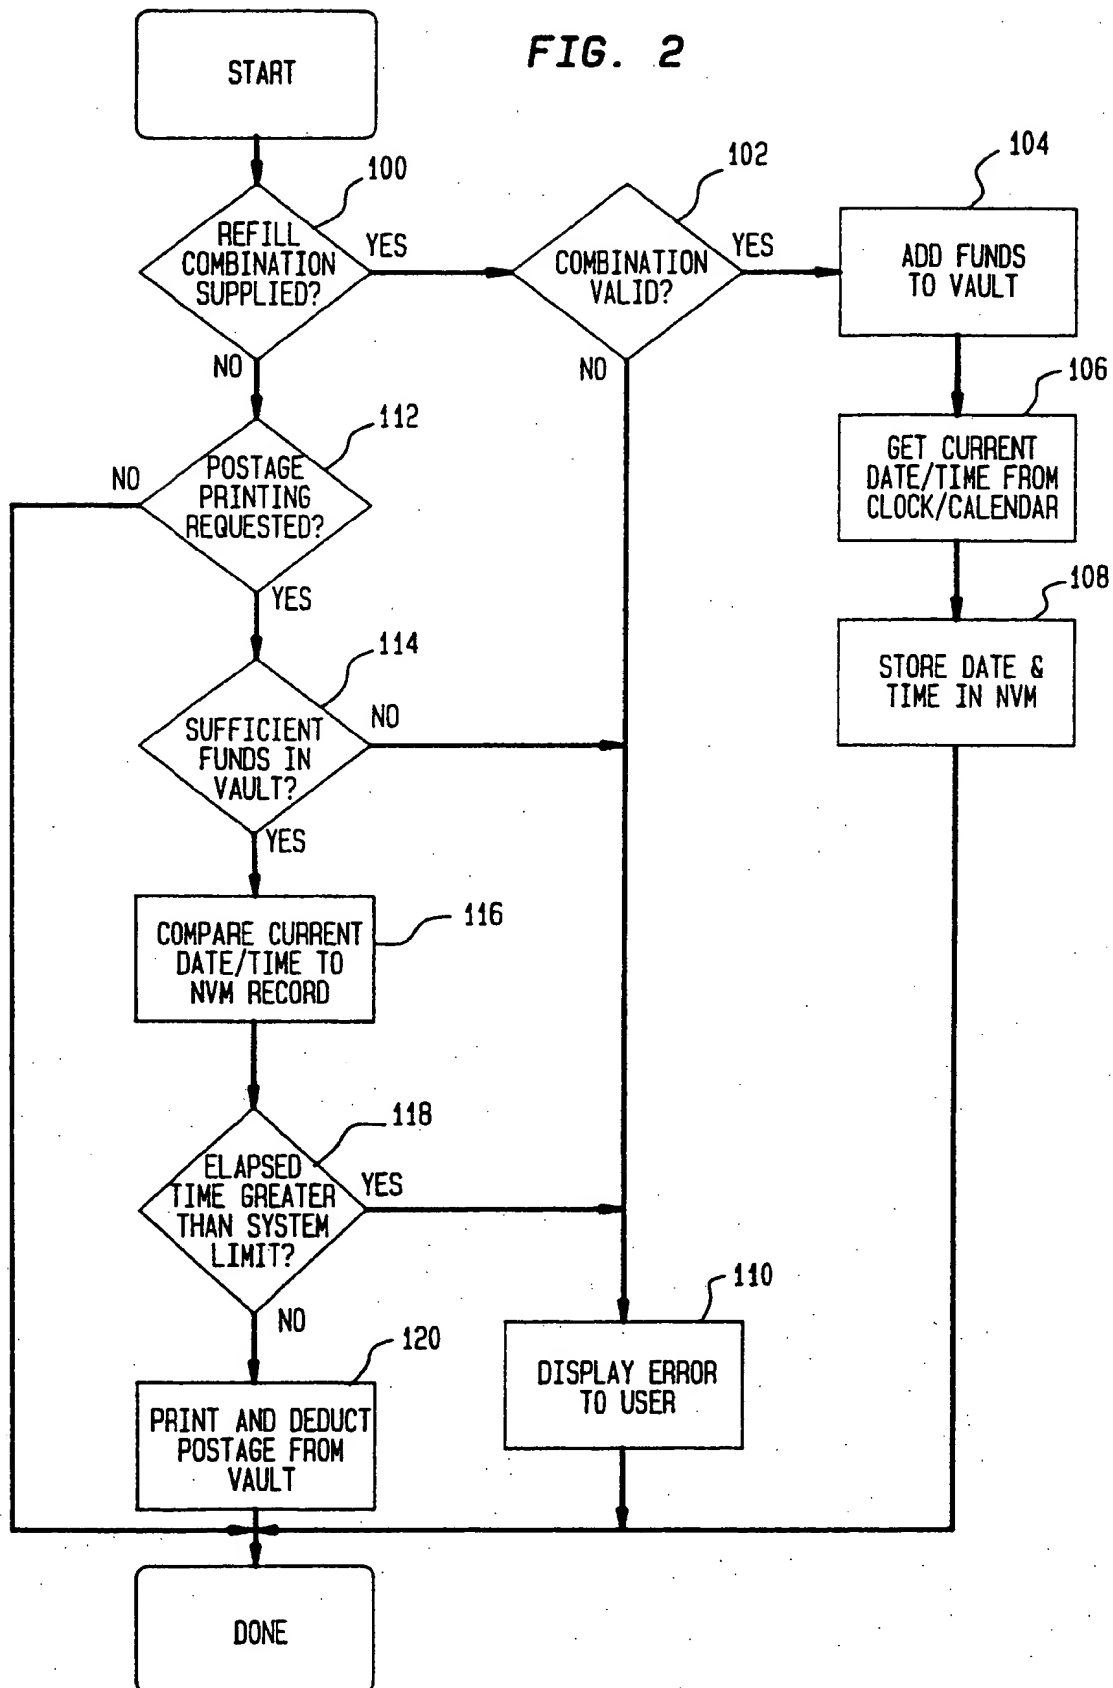 FIG. 2
START
100
REFILL
COMBINATION
SUPPLIED?
YES
NO
102
COMBINATION
VALID?
YES
NO
104
ADD FUNDS
TO VAULT
106
GET CURRENT
DATE/TIME FROM
CLOCK/CALENDAR
108
STORE DATE &
TIME IN NVM
112
POSTAGE
PRINTING
REQUESTED?
NO
YES
114
SUFFICIENT
FUNDS IN
VAULT?
NO
YES
116
COMPARE CURRENT
DATE/TIME TO
NVM RECORD
118
ELAPSED
TIME GREATER
THAN SYSTEM
LIMIT?
YES
NO
110
DISPLAY ERROR
TO USER
120
PRINT AND DEDUCT
POSTAGE FROM
VAULT
DONE